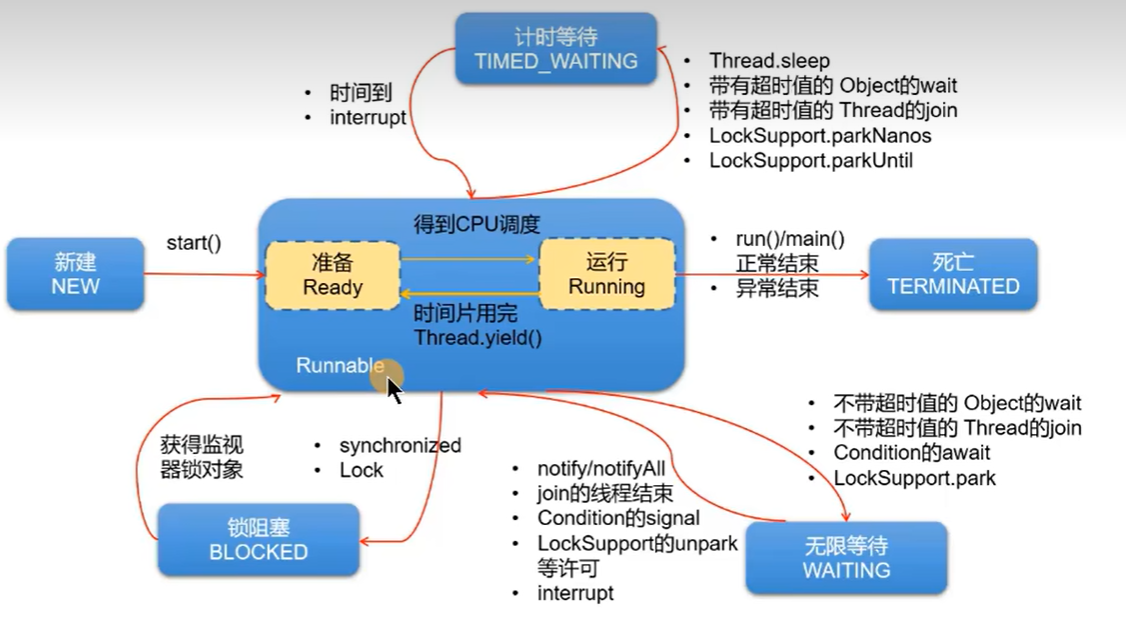 计时等待
TIMED_WAITING
• 时间到
• interrupt
• Thread.sleep
• 带有超时值的 Object的wait
• 带有超时值的 Thread的join
• LockSupport.parkNanos
• LockSupport.parkUntil
新建
NEW
start()
得到CPU调度
准备
Ready
运行
Running
时间片用完
Thread.yield()
Runnable
• run()/main()
正常结束
• 异常结束
死亡
TERMINATED
获得监视
器锁对象
• synchronized
• Lock
锁阻塞
BLOCKED
• notify/notifyAll
• join的线程结束
• Condition的signal
• LockSupport的unpark
等许可
• interrupt
• 不带超时值的 Object的wait
• 不带超时值的 Thread的join
• Condition的await
• LockSupport.park
无限等待
WAITING